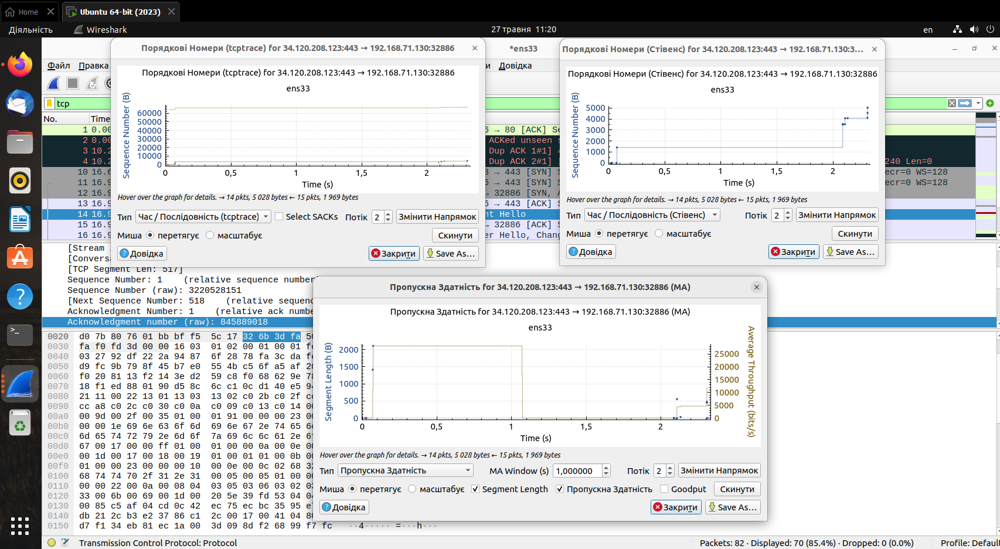 Home
Ubuntu 64-bit (2023)
Діяльність
Wireshark
27 травня 11:20
en
*ens33
Файл Правка
и Довідка
tcp
No. Time
1 0.00
2 0.00
3 10.2
4 10.2
10 16.6
11 16.9
12 16.9
13 16.9
14 16.9
15 16.9
16 16.9
6 → 80 [ACK] Se
ACKed unseen s
Dup ACK 1#1] 4
Dup ACK 2#1] [
240 Len=0
8 → 443 [SYN] S
ecr=0 WS=128
6 → 443 [SYN] S
ecr=0 WS=128
→ 32886 [SYN, A
6 → 443 [ACK] S
nt Hello
→ 32886 [ACK] S
er Hello, Chang
Порядкові Номери (tcptrace) for 34.120.208.123:443 → 192.168.71.130:32886
Порядкові Номери (tcptrace) for 34.120.208.123:443 → 192.168.71.130:32886
ens33
Sequence Number (B)
60000
50000
40000
30000
20000
10000
0
0 0,5 1 1,5 2
Time (s)
Hover over the graph for details. → 14 pkts, 5 028 bytes ← 15 pkts, 1 969 bytes
Тип Час / Послідовність (tcptrace) Select SACKs Потік 2 Змінити Напрямок
Миша перетягує масштабує Скинути
Довідка Закрити Save As…
Порядкові Номери (Стівенс) for 34.120.208.123:443 → 192.168.71.130:3…
Порядкові Номери (Стівенс) for 34.120.208.123:443 → 192.168.71.130:32886
ens33
Sequence Number (B)
5000
4000
3000
2000
1000
0
0 0,5 1 1,5 2
Time (s)
Hover over the graph for details. → 14 pkts, 5 028 bytes ← 15 pkts, 1 969 bytes
Тип Час / Послідовність (Стівенс) Потік 2 Змінити Напрямок
Миша перетягує масштабує Скинути
Довідка Закрити Save As…
[Stream
[Conversa
[TCP Segment Len: 517]
Sequence Number: 1 (relative sequence number
Sequence Number (raw): 3220528151
[Next Sequence Number: 518 (relative sequenc
Acknowledgment Number: 1 (relative ack numbe
Acknowledgment number (raw): 845889018
0020 d0 7b 80 76 01 bb bf f5 5c 17 32 6b 3d fa 50
0030 fa f0 fd 3d 00 00 16 03 01 02 00 01 00 01 fc
0040 03 27 92 df 22 2a 94 87 6f 28 78 fa 3c da fe
0050 d9 fc 9b 79 8f 45 b7 e0 55 4b c5 6f a5 af 20
0060 f0 20 81 13 f2 14 3e d2 59 c8 f0 68 62 9e 78
0070 18 f1 ed 88 01 90 d5 8c 6c c1 0c d1 40 e5 94
0080 21 11 00 22 13 01 13 03 13 02 c0 2b c0 2f cc
0090 cc a8 c0 2c c0 30 c0 0a c0 09 c0 13 c0 14 00
00a0 00 9d 00 2f 00 35 01 00 01 91 00 00 00 23 00
00b0 00 00 1e 69 6e 63 6f 6d 69 6e 67 2e 74 65 6c
00c0 6d 65 74 72 79 2e 6d 6f 7a 69 6c 6c 61 2e 6f
00d0 67 00 17 00 00 ff 01 00 01 00 00 0a 00 0e 00
00e0 00 1d 00 17 00 18 00 19 01 00 01 01 00 0b 00
00f0 01 00 00 23 00 00 00 10 00 0e 00 0c 02 68 32
0100 68 74 74 70 2f 31 2e 31 00 05 00 05 01 00 00
0110 00 00 22 00 0a 00 08 04 03 05 03 06 03 02 03
0120 33 00 6b 00 69 00 1d 00 20 5e 39 fd 53 04 04
0130 00 85 c5 af 04 cd 0c 42 ec 75 ec bc 35 95 e7
0140 db 21 2c b3 e2 37 86 c1 2c 00 17 00 41 04 80
0150 d7 f1 34 eb 81 ec 1a 00 3d 09 8d f2 68 99 f7 fc ··4····· =···h···
Пропускна Здатність for 34.120.208.123:443 → 192.168.71.130:32886 (MA)
Пропускна Здатність for 34.120.208.123:443 → 192.168.71.130:32886 (MA)
ens33
Segment Length (B)
2000
1500
1000
500
0
Average Throughput (bits/s)
25000
20000
15000
10000
5000
0
0 0,5 1 1,5 2
Time (s)
Hover over the graph for details. → 14 pkts, 5 028 bytes ← 15 pkts, 1 969 bytes
Тип Пропускна Здатність MA Window (s) 1,000000 Потік 2 Змінити Напрямок
Миша перетягує масштабує Segment Length Пропускна Здатність Goodput Скинути
Довідка Закрити Save As…
Transmission Control Protocol: Protocol
Packets: 82 · Displayed: 70 (85.4%) · Dropped: 0 (0.0%)
Profile: Defaul